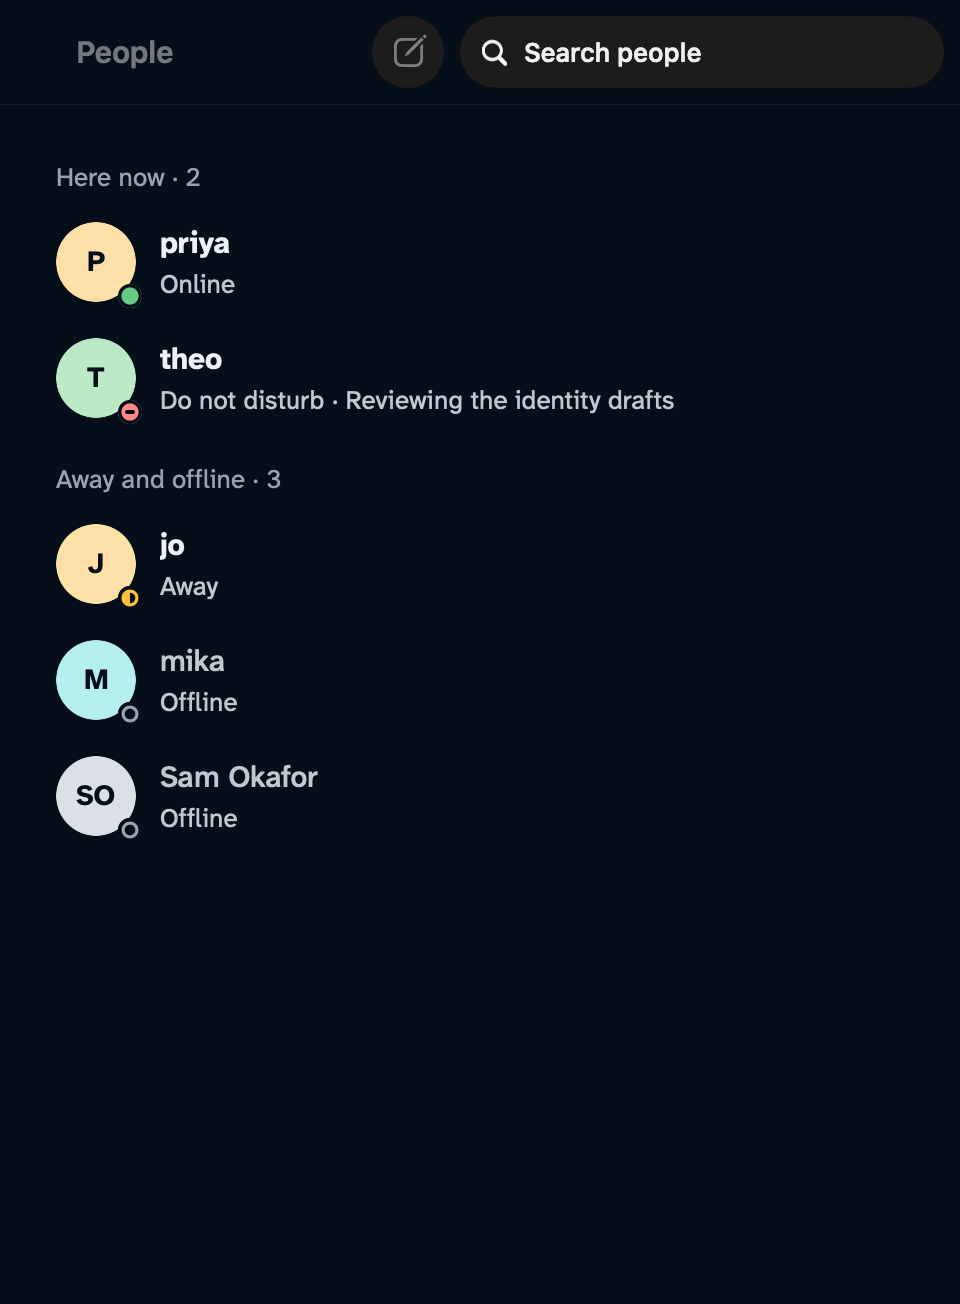 People
Search people
Here now · 2
P
priya
Online
T
theo
Do not disturb · Reviewing the identity drafts
Away and offline · 3
J
jo
Away
M
mika
Offline
SO
Sam Okafor
Offline